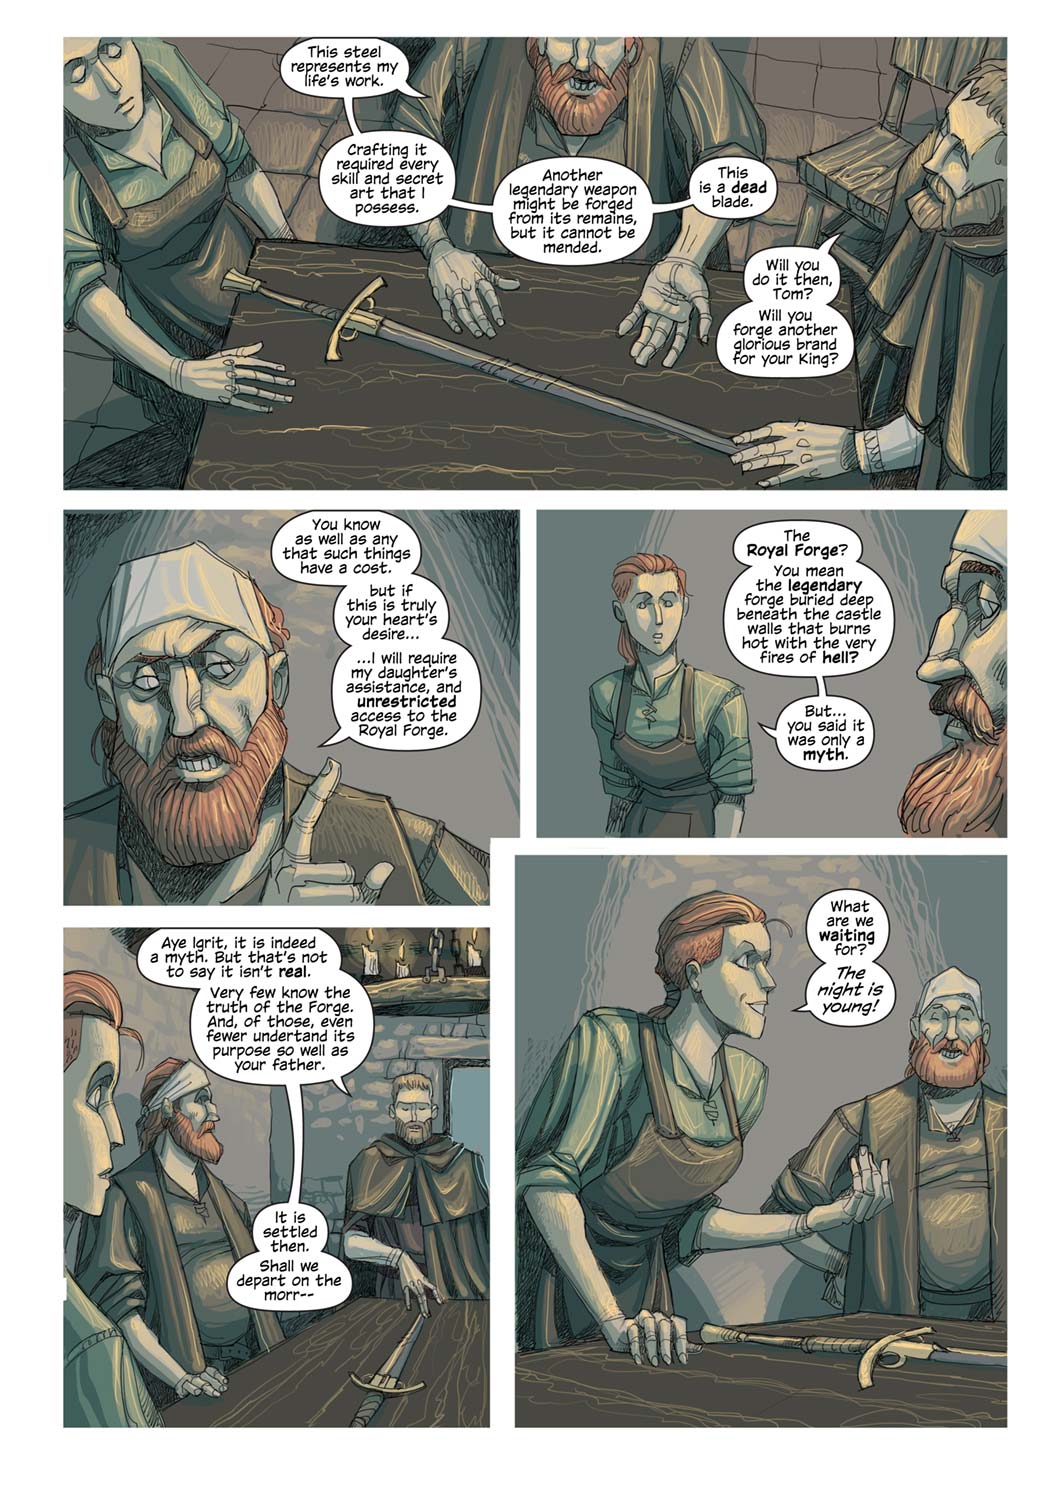 This steel
represents my
life's work.
Crafting it
required every
skill and secret
art that I
possess.
Another
legendary weapon
might be forged
from its remains,
but it cannot be
mended.
This
is a dead
blade.
Will you
do it then,
Tom?
Will you
forge another
glorious brand
for your King?
You know
as well as any
that such things
have a cost.
but if
this is truly
your heart's
desire...
...I will require
my daughter's
assistance, and
unrestricted
access to the
Royal Forge.
The
Royal Forge?
You mean
the legendary
forge buried deep
beneath the castle
walls that burns
hot with the very
fires of hell?
But...
you said it
was only a
myth.
Aye Igrit, it is indeed
a myth. But that's not
to say it isn't real.
Very few know the
truth of the Forge.
And, of those, even
fewer undertand its
purpose so well as
your father.
It is
settled
then.
Shall we
depart on the
morr--
What
are we
waiting
for?
The
night is
young!